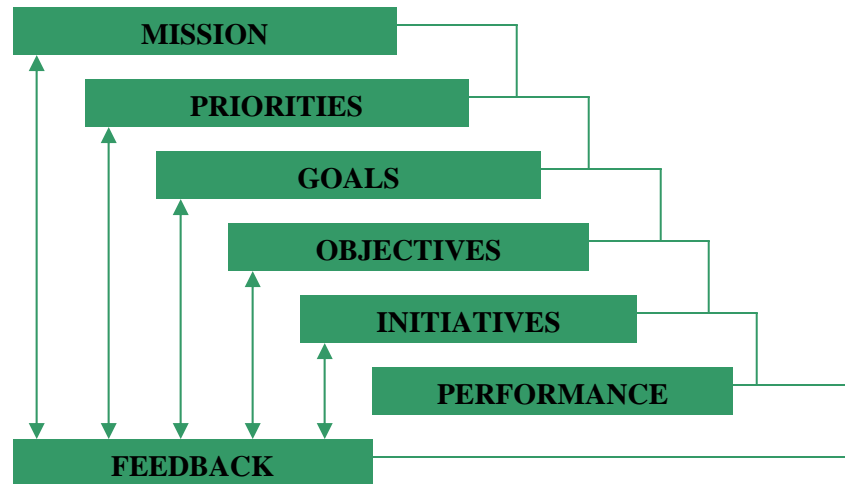 MISSION
PRIORITIES
GOALS
OBJECTIVES
INITIATIVES
PERFORMANCE
FEEDBACK